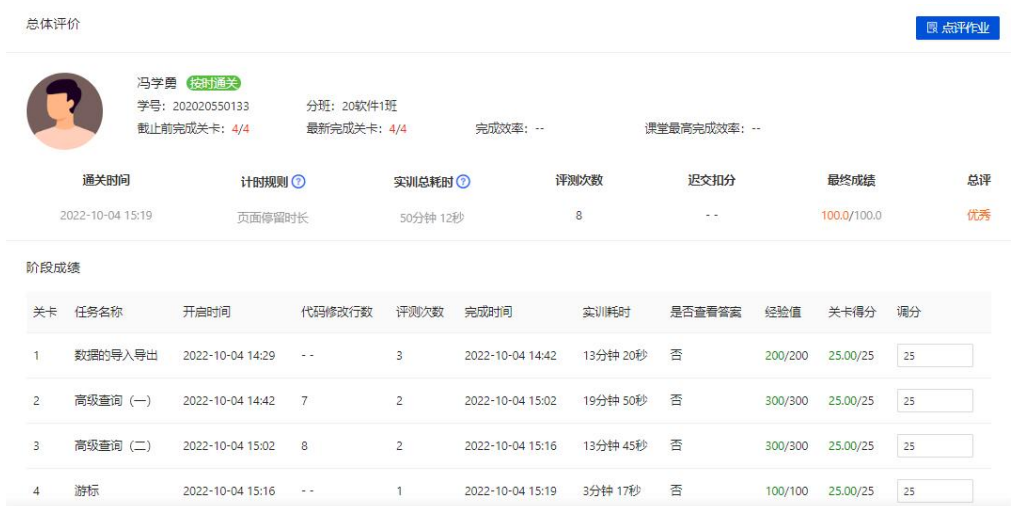 总体评价
点评作业
冯学勇 按时通关
学号：202020550133 分班：20软件1班
截止前完成关卡：4/4 最新完成关卡：4/4 完成效率：-- 课堂最高完成效率：--
通关时间 计时规则 ? 实训总耗时 ? 评测次数 迟交扣分 最终成绩 总评
2022-10-04 15:19 页面停留时长 50分钟 12秒 8 -- 100.0/100.0 优秀
阶段成绩
关卡 任务名称 开启时间 代码修改行数 评测次数 完成时间 实训耗时 是否查看答案 经验值 关卡得分 调分
1 数据的导入导出 2022-10-04 14:29 -- 3 2022-10-04 14:42 13分钟 20秒 否 200/200 25.00/25 25
2 高级查询（一） 2022-10-04 14:42 7 2 2022-10-04 15:02 19分钟 50秒 否 300/300 25.00/25 25
3 高级查询（二） 2022-10-04 15:02 8 2 2022-10-04 15:16 13分钟 45秒 否 300/300 25.00/25 25
4 游标 2022-10-04 15:16 -- 1 2022-10-04 15:19 3分钟 17秒 否 100/100 25.00/25 25